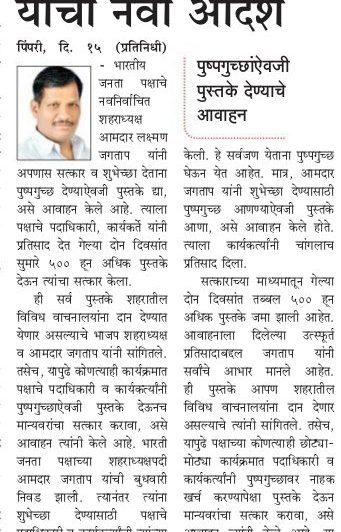 यांचा नवा आदर्श
पिंपरी, दि. १५ (प्रतिनिधी)
- भारतीय
जनता पक्षाचे
नवनिर्वाचित
शहराध्यक्ष
आमदार लक्ष्मण
जगताप यांनी
अपणास सत्कार व शुभेच्छा देताना
पुष्पगुच्छ देण्याऐवजी पुस्तके द्या,
असे आवाहन केले आहे. त्याला
पक्षाचे पदाधिकारी, कार्यकर्ते यांनी
प्रतिसाद देत गेल्या दोन दिवसांत
सुमारे ५०० हून अधिक पुस्तके
देऊन त्यांचा सत्कार केला.
ही सर्व पुस्तके शहरातील
विविध वाचनालयांना दान देण्यात
येणार असल्याचे भाजप शहराध्यक्ष
व आमदार जगताप यांनी सांगितले.
तसेच, यापुढे कोणत्याही कार्यक्रमात
पक्षाचे पदाधिकारी व कार्यकर्त्यांनी
पुष्पगुच्छांऐवजी पुस्तके देऊनच
मान्यवरांचा सत्कार करावा, असे
आवाहन त्यांनी केले आहे. भारती
जनता पक्षाच्या शहराध्यक्षपदी
आमदार जगताप यांची बुधवारी
निवड झाली. त्यानंतर त्यांना
शुभेच्छा देण्यासाठी पक्षाचे
पुष्पगुच्छांऐवजी
पुस्तके देण्याचे
आवाहन
केली. हे सर्वजण येताना पुष्पगुच्छ
घेऊन येत आहेत. मात्र, आमदार
जगताप यांनी शुभेच्छा देण्यासाठी
पुष्पगुच्छ आणण्याऐवजी पुस्तके
आणा, असे आवाहन केले होते.
त्याला कार्यकर्त्यांनी चांगलाच
प्रतिसाद दिला.
सत्काराच्या माध्यमातून गेल्या
दोन दिवसांत तब्बल ५०० हून
अधिक पुस्तके जमा झाली आहेत.
आवाहनाला दिलेल्या उत्स्फूर्त
प्रतिसादाबद्दल जगताप यांनी
सर्वांचे आभार मानले आहेत.
ही पुस्तके आपण शहरातील
विविध वाचनालयांना दान देणार
असल्याचे त्यांनी सांगितले. तसेच,
यापुढे पक्षाच्या कोणत्याही छोट्या-
मोठ्या कार्यक्रमात पदाधिकारी व
कार्यकर्त्यांनी पुष्पगुच्छावर नाहक
खर्च करण्यापेक्षा पुस्तके देऊन
मान्यवरांचा सत्कार करावा, असे